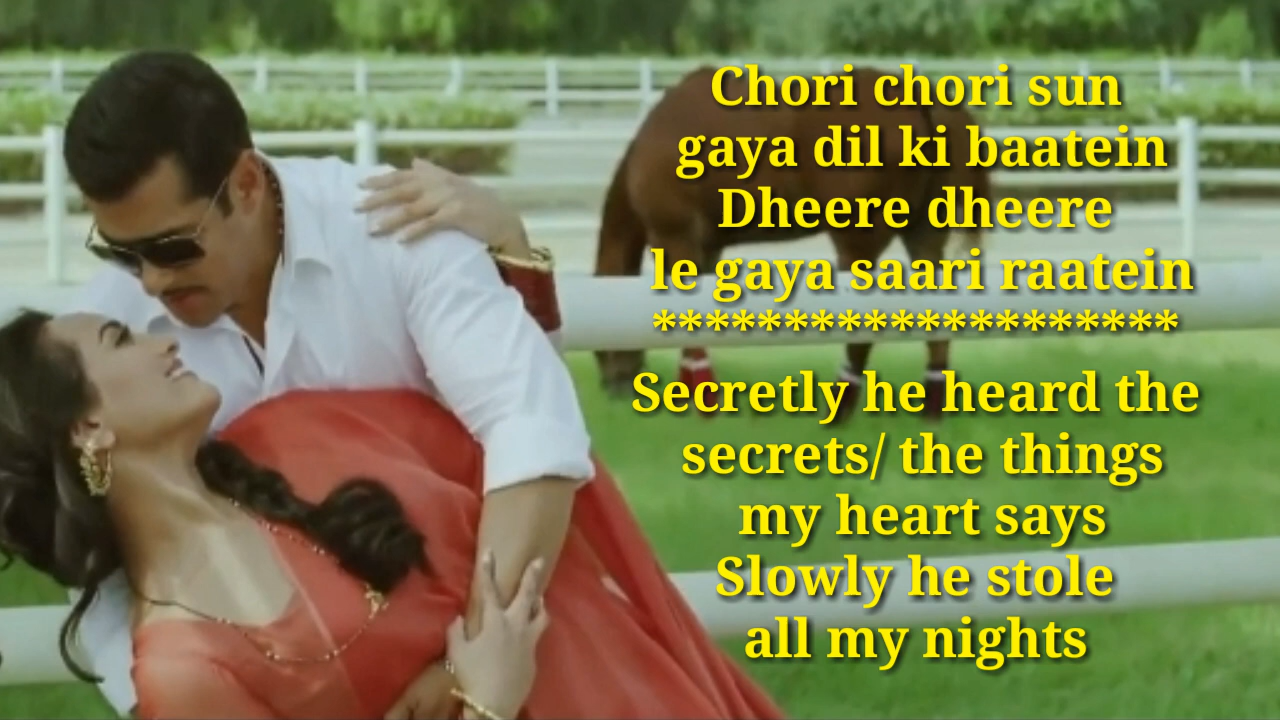 Chori chori sun
gaya dil ki baatein
Dheere dheere
le gaya saari raatein
********************
Secretly he heard the
secrets/ the things
my heart says
Slowly he stole
all my nights